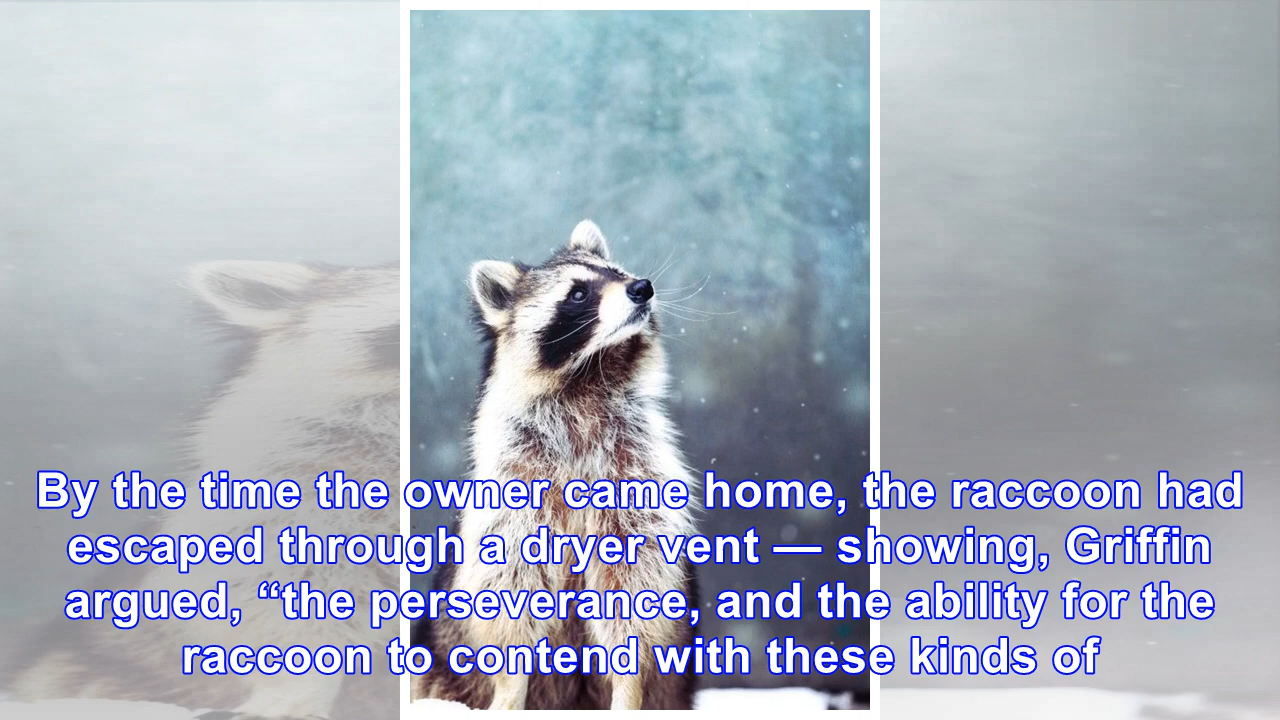 By the time the owner came home, the raccoon had
escaped through a dryer vent — showing, Griffin
argued, “the perseverance, and the ability for the
raccoon to contend with these kinds of